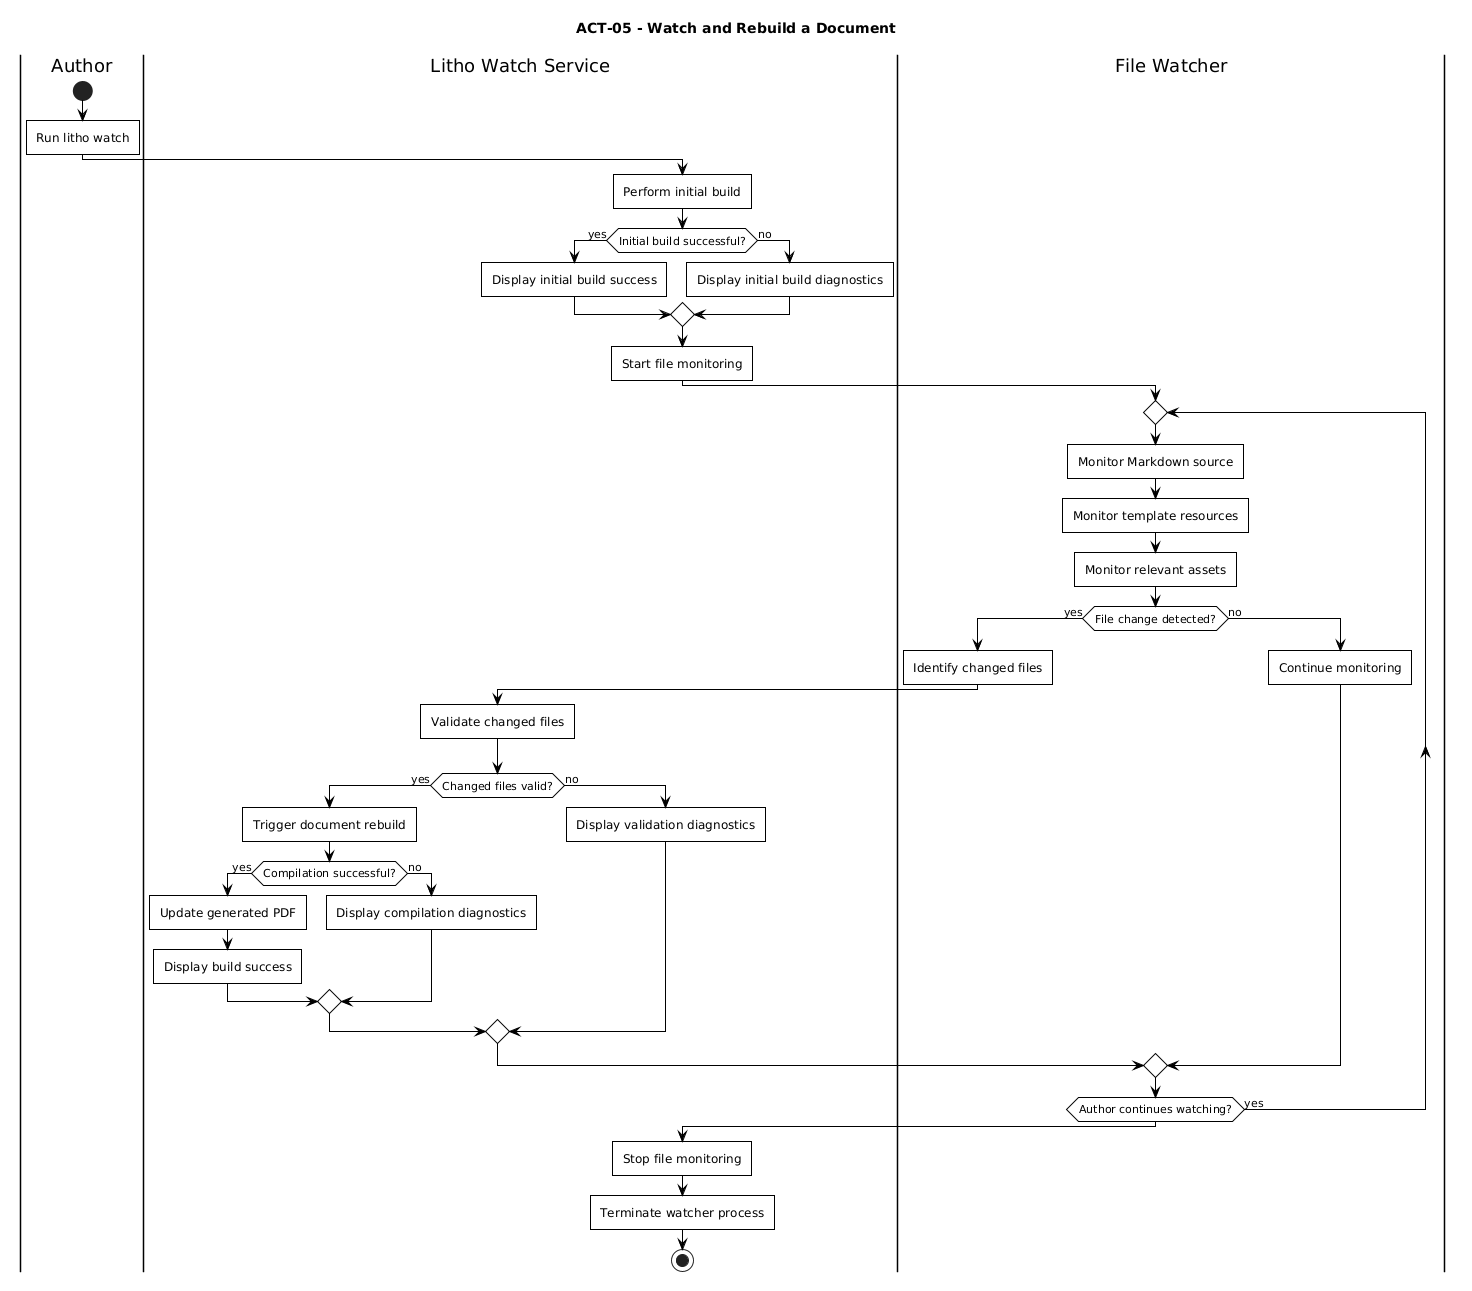 ACT-05 - Watch and Rebuild a Document
Author
Litho Watch Service
File Watcher
Run litho watch
Perform initial build
yes
Initial build successful?
no
Display initial build success
Display initial build diagnostics
Start file monitoring
Monitor Markdown source
Monitor template resources
Monitor relevant assets
yes
File change detected?
no
Identify changed files
Continue monitoring
Validate changed files
yes
Changed files valid?
no
Trigger document rebuild
Display validation diagnostics
yes
Compilation successful?
no
Update generated PDF
Display compilation diagnostics
Display build success
Author continues watching?
yes
Stop file monitoring
Terminate watcher process